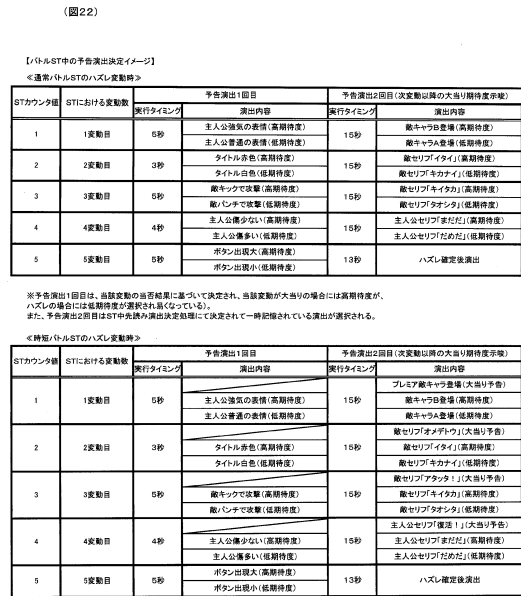 （図２２）
【バトルST中の予告演出決定イメージ】
≪通常バトルSTのハズレ変動時≫
STカウンタ値 STにおける変動数 予告演出1回目 予告演出2回目（次変動以降の大当り期待度示唆）
実行タイミング 演出内容 実行タイミング 演出内容
1 1変動目 5秒 主人公強気の表情（高期待度） 15秒 敵キャラB登場（高期待度）
主人公普通の表情（低期待度） 敵キャラA登場（低期待度）
2 2変動目 3秒 タイトル赤色（高期待度） 15秒 敵セリフ「イタイ」（高期待度）
タイトル白色（低期待度） 敵セリフ「キカナイ」（低期待度）
3 3変動目 5秒 敵キックで攻撃（高期待度） 15秒 敵セリフ「キイタカ」（高期待度）
敵パンチで攻撃（低期待度） 敵セリフ「タオシタ」（低期待度）
4 4変動目 4秒 主人公傷少ない（高期待度） 15秒 主人公セリフ「まだだ」（高期待度）
主人公傷多い（低期待度） 主人公セリフ「だめだ」（低期待度）
5 5変動目 5秒 ボタン出現大（高期待度） 13秒 ハズレ確定後演出
ボタン出現小（低期待度）
※予告演出1回目は、当該変動の当否結果に基づいて決定され、当該変動が大当りの場合には高期待度が、
ハズレの場合には低期待度が選択され易くなっている）。
また、予告演出2回目はST中先読み演出決定処理にて決定されて一時記憶されている演出が選択される。
≪時短バトルSTのハズレ変動時≫
STカウンタ値 STにおける変動数 予告演出1回目 予告演出2回目（次変動以降の大当り期待度示唆）
実行タイミング 演出内容 実行タイミング 演出内容
1 1変動目 5秒 15秒 プレミア敵キャラ登場（大当り予告）
主人公強気の表情（高期待度） 敵キャラB登場（高期待度）
主人公普通の表情（低期待度） 敵キャラA登場（低期待度）
2 2変動目 3秒 15秒 敵セリフ「オメデトウ」（大当り予告）
タイトル赤色（高期待度） 敵セリフ「イタイ」（高期待度）
タイトル白色（低期待度） 敵セリフ「キカナイ」（低期待度）
3 3変動目 5秒 15秒 敵セリフ「アタッタ！」（大当り予告）
敵キックで攻撃（高期待度） 敵セリフ「キイタカ」（高期待度）
敵パンチで攻撃（低期待度） 敵セリフ「タオシタ」（低期待度）
4 4変動目 4秒 15秒 主人公セリフ「復活！」（大当り予告）
主人公傷少ない（高期待度） 主人公セリフ「まだだ」（高期待度）
主人公傷多い（低期待度） 主人公セリフ「だめだ」（低期待度）
5 5変動目 5秒 ボタン出現大（高期待度） 13秒 ハズレ確定後演出
ボタン出現小（低期待度）